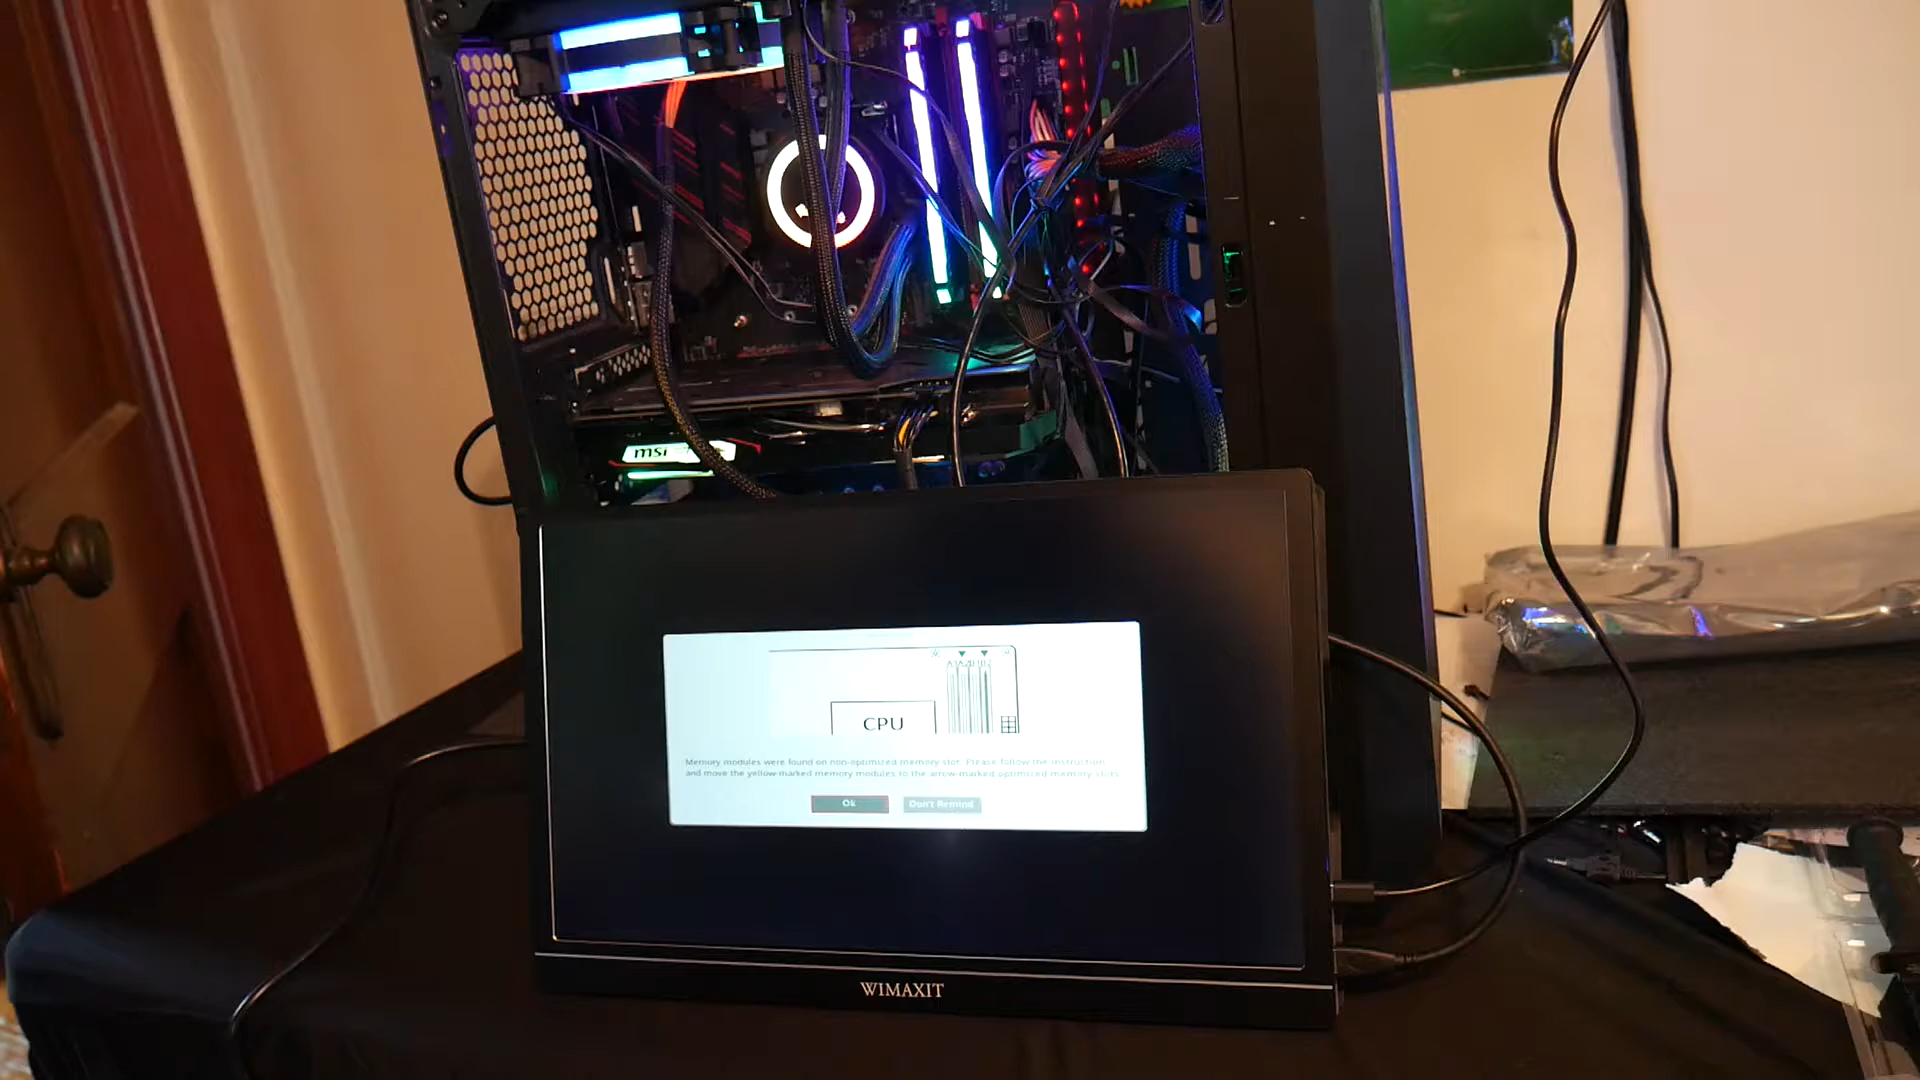 msi
A1A2B1B2
CPU
Memory modules were found on non-optimized memory slot. Please follow the instruction
and move the yellow-marked memory modules to the arrow-marked optimized memory slots.
Ok
Don't Remind
WIMAXIT